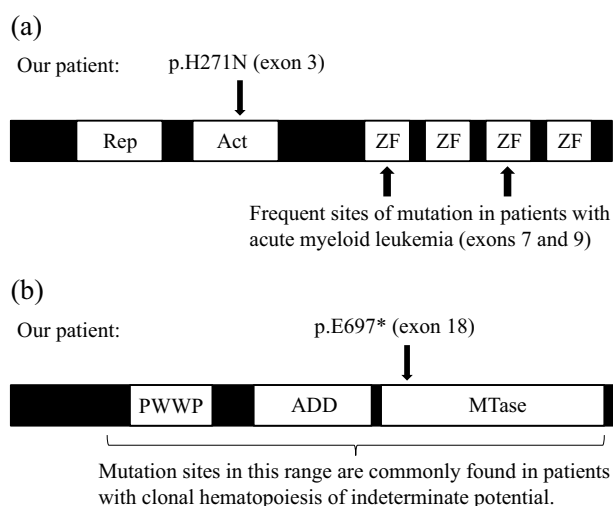 (a)
Our patient: p.H271N (exon 3)
Rep Act ZF ZF ZF ZF
Frequent sites of mutation in patients with
acute myeloid leukemia (exons 7 and 9)
(b)
Our patient: p.E697* (exon 18)
PWWP ADD MTase
Mutation sites in this range are commonly found in patients
with clonal hematopoiesis of indeterminate potential.